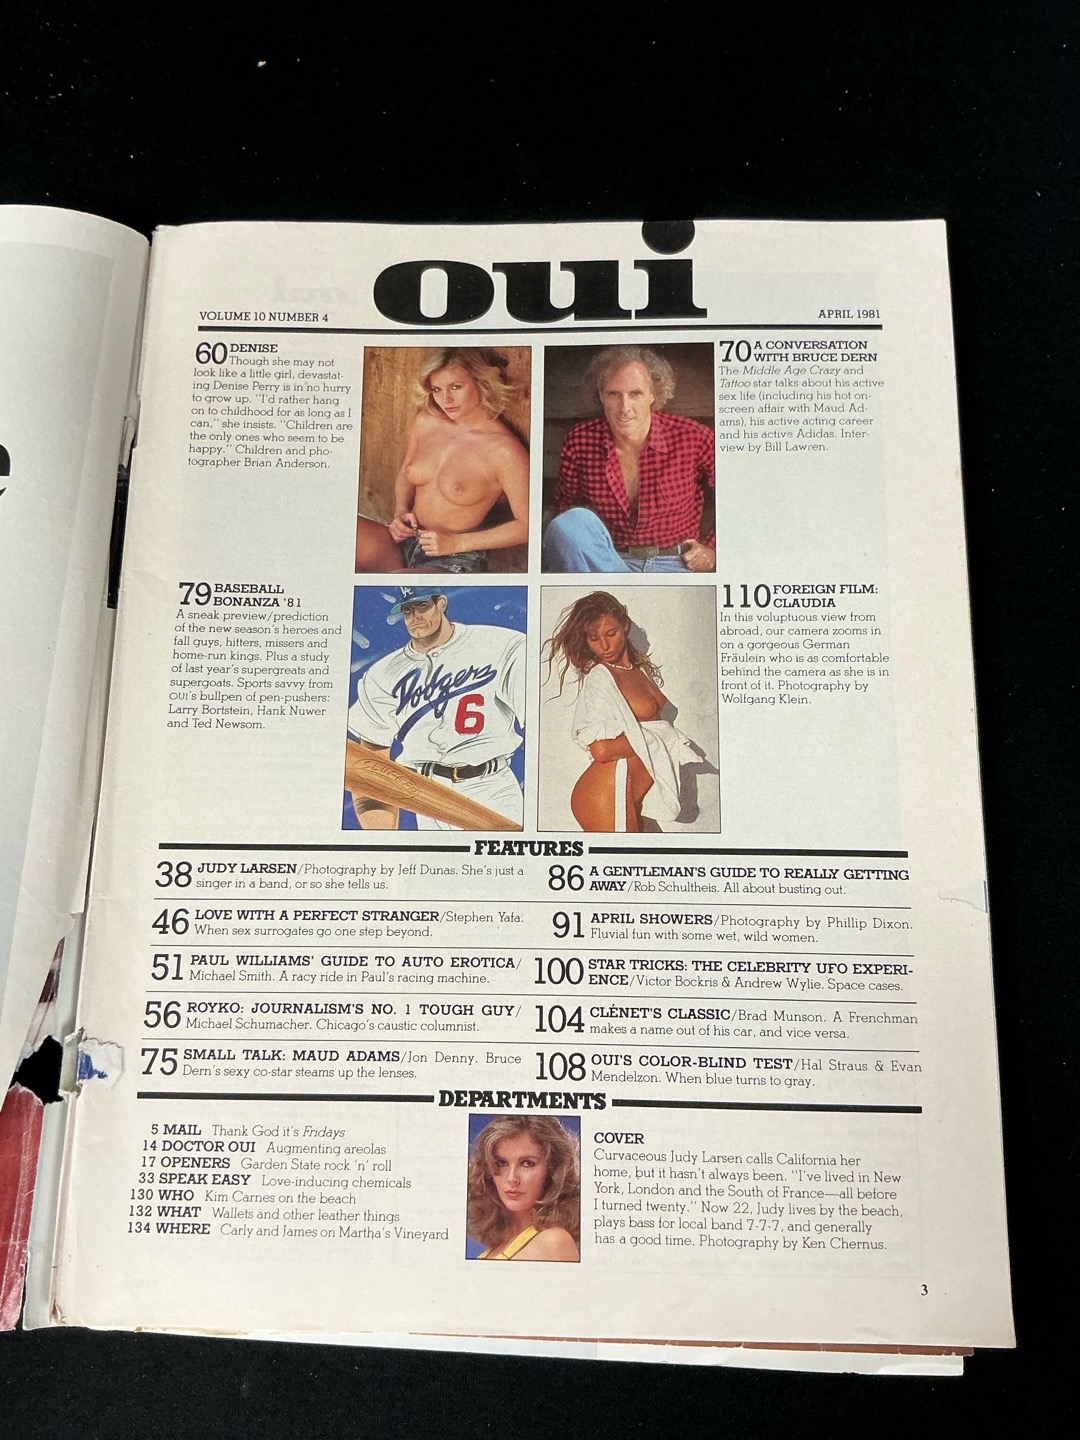 oui
VOLUME 10 NUMBER 4
APRIL 1981
60 DENISE
Though she may not
look like a little girl, devastat-
ing Denise Perry is in no hurry
to grow up. "I'd rather hang
on to childhood for as long as I
can," she insists. "Children are
the only ones who seem to be
happy." Children and pho-
tographer Brian Anderson.
70 A CONVERSATION
WITH BRUCE DERN
The Middle Age Crazy and
Tattoo star talks about his active
sex life (including his hot on-
screen affair with Maud Ad-
ams), his active acting career
and his active Adidas. Inter-
view by Bill Lawren.
79 BASEBALL
BONANZA '81
A sneak preview/prediction
of the new season's heroes and
fall guys, hitters, missers and
home-run kings. Plus a study
of last year's supergreats and
supergoats. Sports savvy from
OUI's bullpen of pen-pushers:
Larry Bortstein, Hank Nuwer
and Ted Newsom.
LA
Dodgers
6
110 FOREIGN FILM:
CLAUDIA
In this voluptuous view from
abroad, our camera zooms in
on a gorgeous German
Fräulein who is as comfortable
behind the camera as she is in
front of it. Photography by
Wolfgang Klein.
FEATURES
38 JUDY LARSEN/Photography by Jeff Dunas. She's just a
singer in a band, or so she tells us.
46 LOVE WITH A PERFECT STRANGER/Stephen Yafa.
When sex surrogates go one step beyond.
51 PAUL WILLIAMS' GUIDE TO AUTO EROTICA/
Michael Smith. A racy ride in Paul's racing machine.
56 ROYKO: JOURNALISM'S NO. 1 TOUGH GUY/
Michael Schumacher. Chicago's caustic columnist.
75 SMALL TALK: MAUD ADAMS/Jon Denny. Bruce
Dern's sexy co-star steams up the lenses.
86 A GENTLEMAN'S GUIDE TO REALLY GETTING
AWAY/Rob Schultheis. All about busting out.
91 APRIL SHOWERS/Photography by Phillip Dixon.
Fluvial fun with some wet, wild women.
100 STAR TRICKS: THE CELEBRITY UFO EXPERI-
ENCE/Victor Bockris & Andrew Wylie. Space cases.
104 CLÉNET'S CLASSIC/Brad Munson. A Frenchman
makes a name out of his car, and vice versa.
108 OUI'S COLOR-BLIND TEST/Hal Straus & Evan
Mendelzon. When blue turns to gray.
DEPARTMENTS
5 MAIL Thank God it's Fridays
14 DOCTOR OUI Augmenting areolas
17 OPENERS Garden State rock 'n' roll
33 SPEAK EASY Love-inducing chemicals
130 WHO Kim Carnes on the beach
132 WHAT Wallets and other leather things
134 WHERE Carly and James on Martha's Vineyard
COVER
Curvaceous Judy Larsen calls California her
home, but it hasn't always been. "I've lived in New
York, London and the South of France—all before
I turned twenty." Now 22, Judy lives by the beach,
plays bass for local band 7-7-7, and generally
has a good time. Photography by Ken Chernus.
3